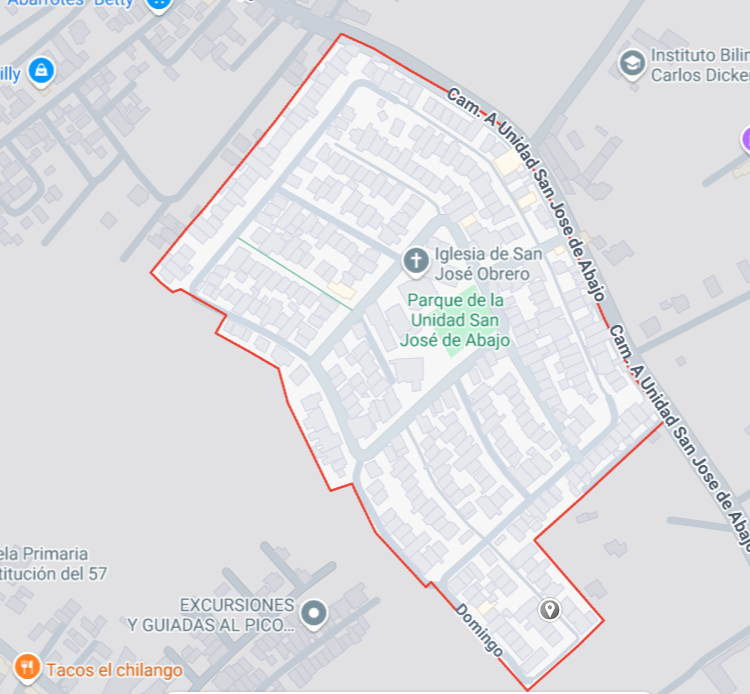 Abarrotes "Betty"
illy
Instituto Bilin
Carlos Dicke
Cam. A Unidad San Jose de Abajo
Iglesia de San
José Obrero
Parque de la
Unidad San
José de Abajo
Cam. A Unidad San Jose de Abajo
ela Primaria
titución del 57
EXCURSIONES
Y GUIADAS AL PICO...
Domingo
Tacos el chilango